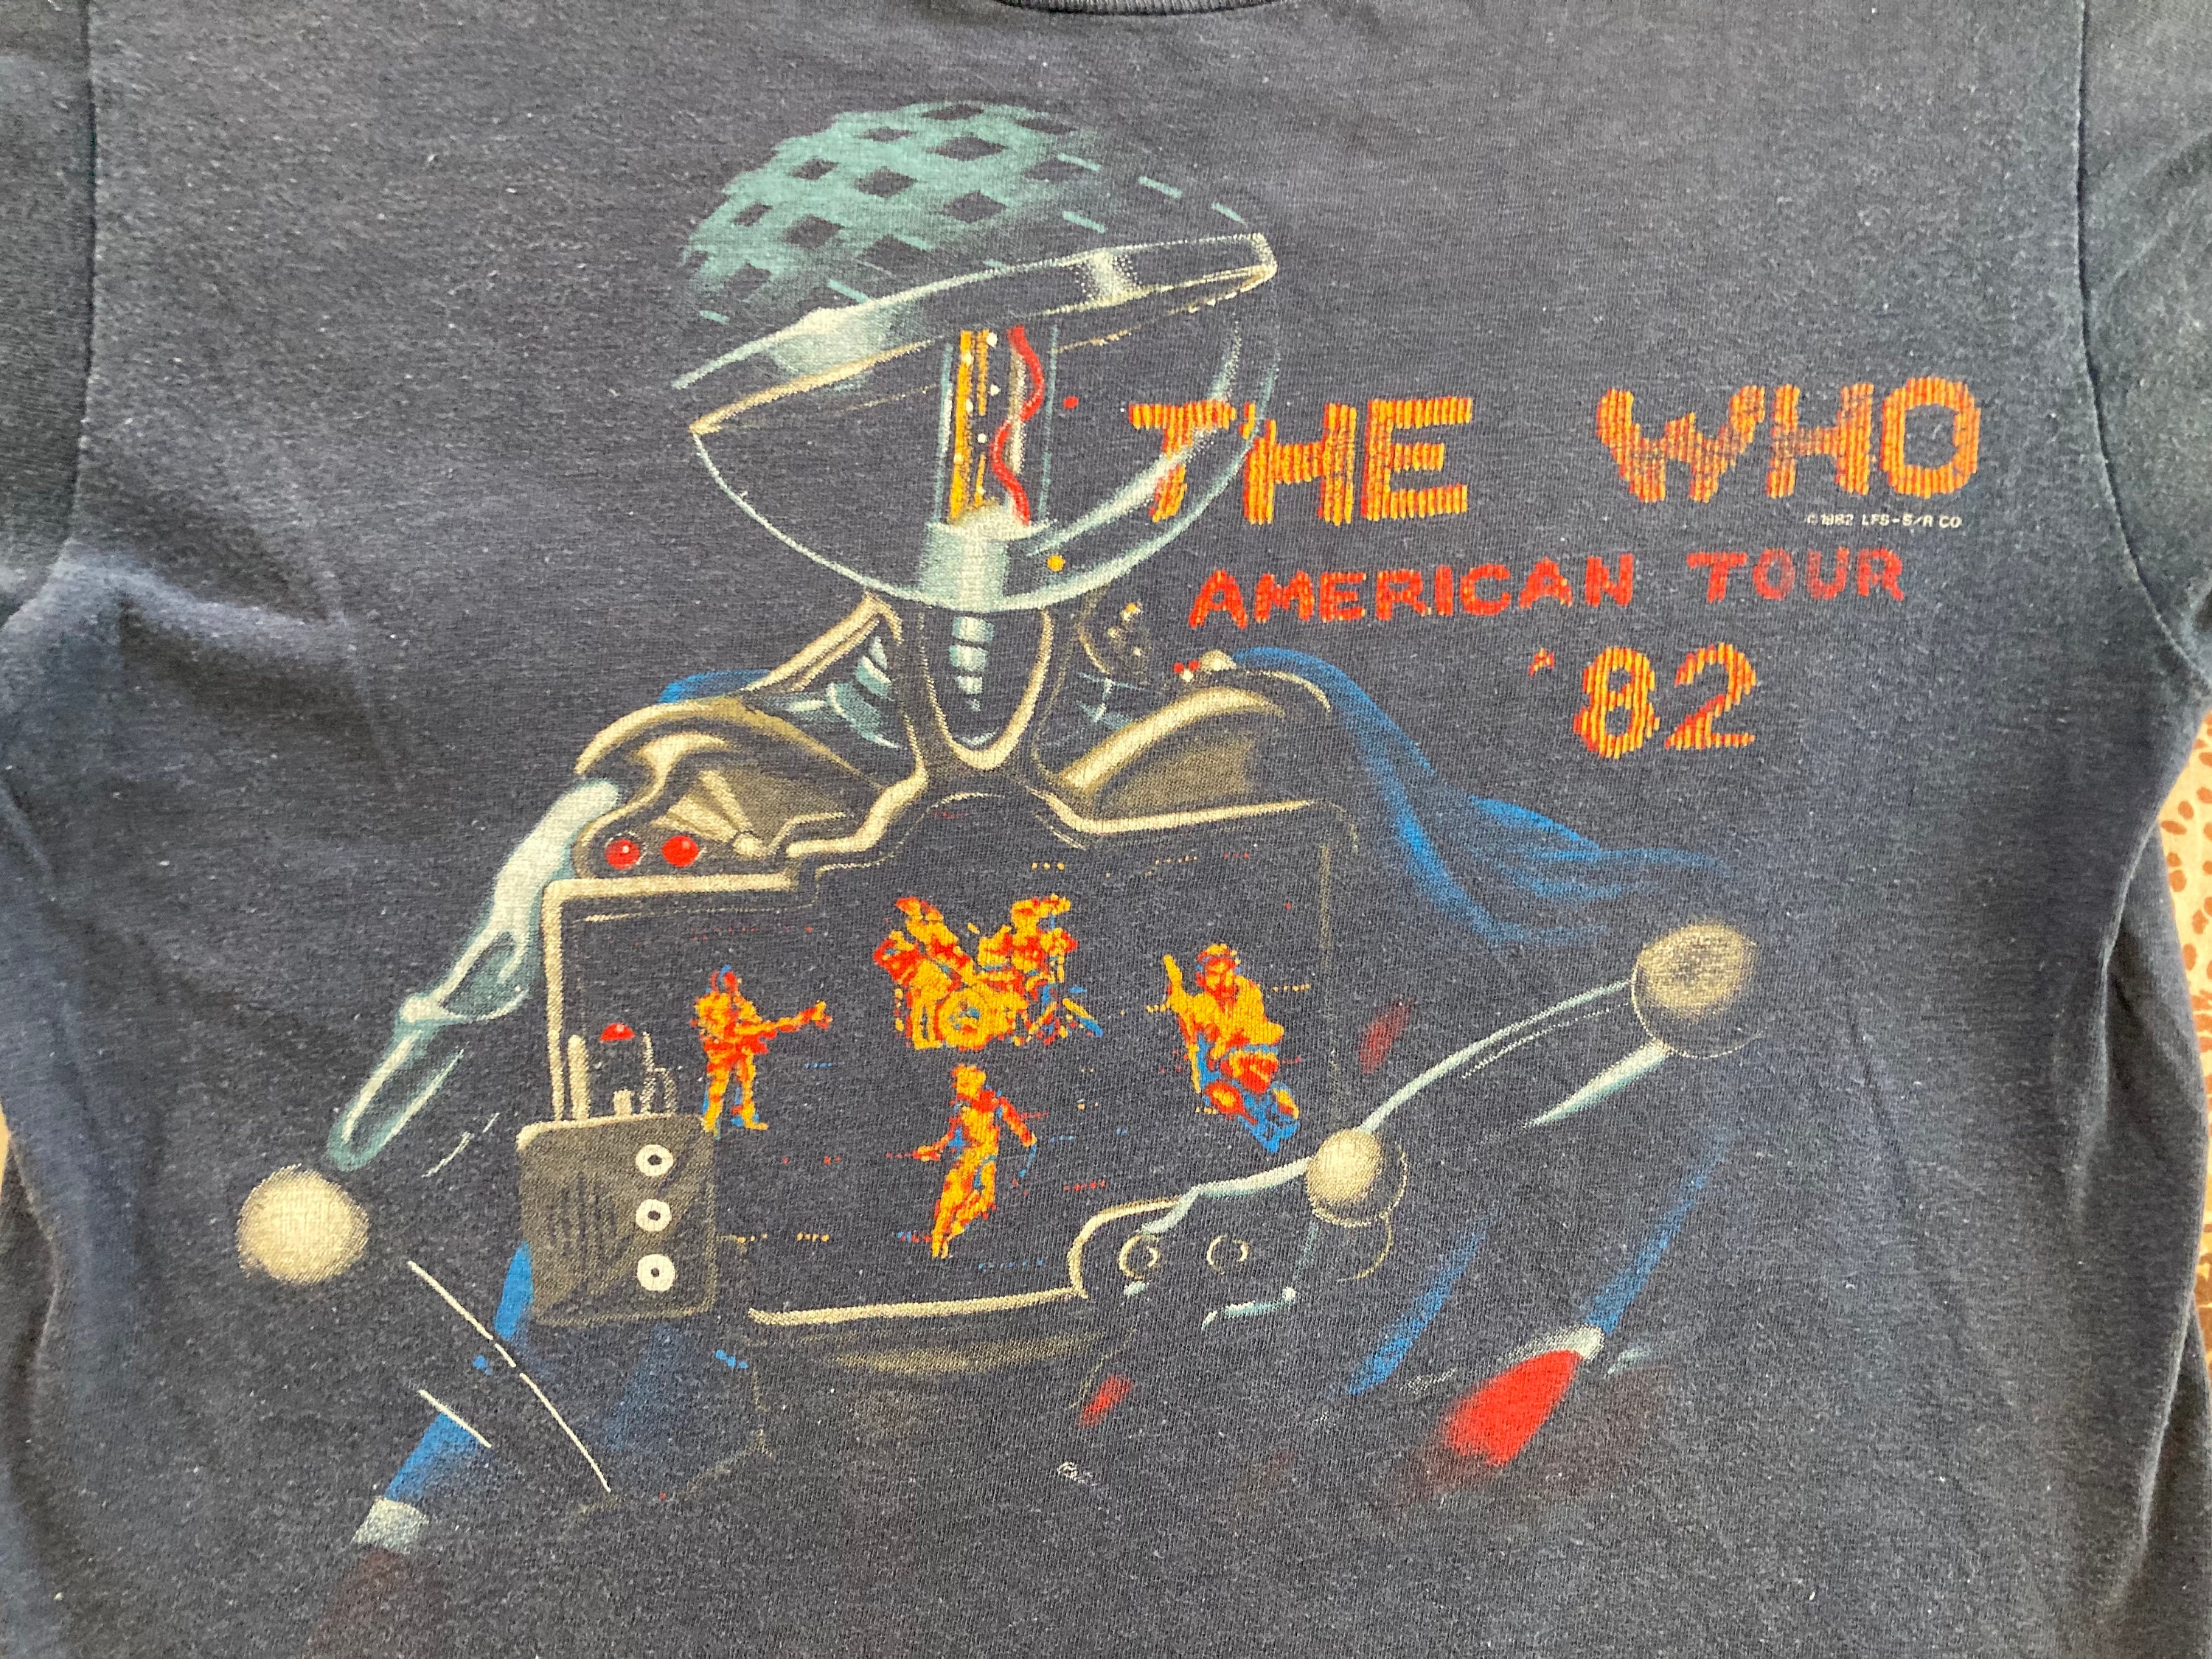 THE WHO
©1982 LFS-S/R CO
AMERICAN TOUR
'82